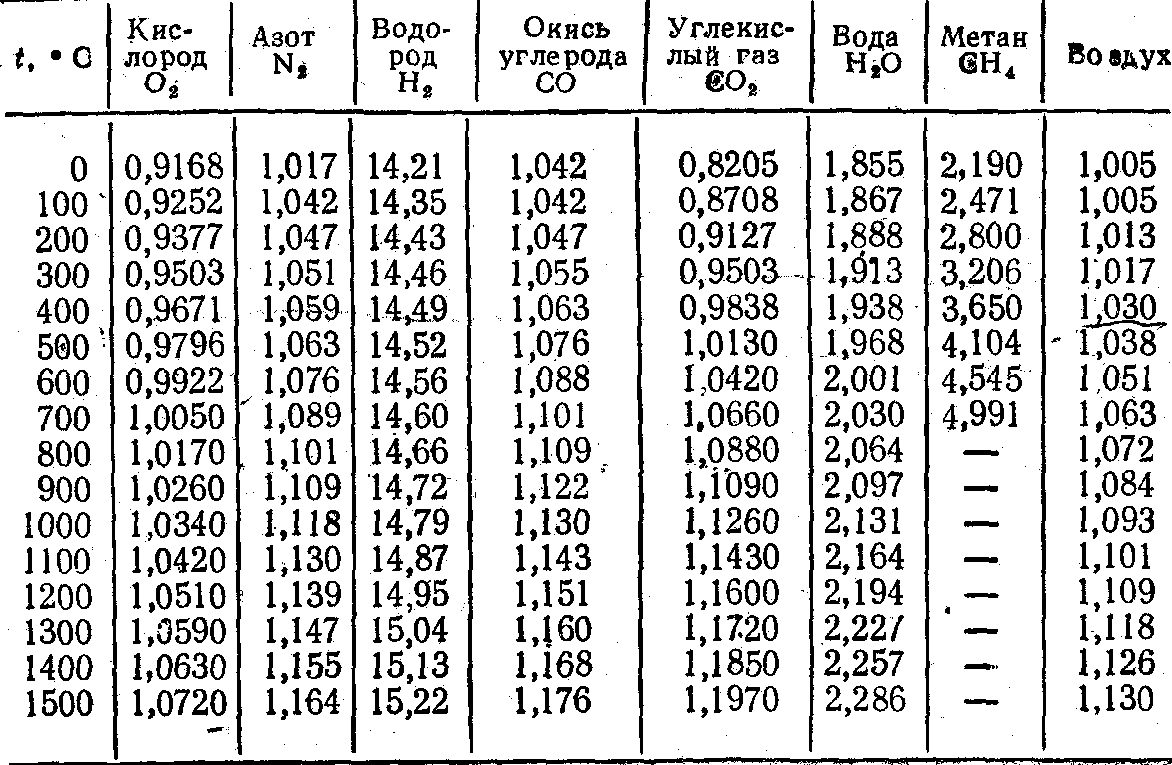 t, °C Кис-лород O₂ Азот N₂ Водо-род H₂ Окись углерода CO Углекис-лый газ CO₂ Вода H₂O Метан CH₄ Воздух
0 0,9168 1,017 14,21 1,042 0,8205 1,855 2,190 1,005
100 0,9252 1,042 14,35 1,042 0,8708 1,867 2,471 1,005
200 0,9377 1,047 14,43 1,047 0,9127 1,888 2,800 1,013
300 0,9503 1,051 14,46 1,055 0,9503 1,913 3,206 1,017
400 0,9671 1,059 14,49 1,063 0,9838 1,938 3,650 1,030
500 0,9796 1,063 14,52 1,076 1,0130 1,968 4,104 1,038
600 0,9922 1,076 14,56 1,088 1,0420 2,001 4,545 1,051
700 1,0050 1,089 14,60 1,101 1,0660 2,030 4,991 1,063
800 1,0170 1,101 14,66 1,109 1,0880 2,064 — 1,072
900 1,0260 1,109 14,72 1,122 1,1090 2,097 — 1,084
1000 1,0340 1,118 14,79 1,130 1,1260 2,131 — 1,093
1100 1,0420 1,130 14,87 1,143 1,1430 2,164 — 1,101
1200 1,0510 1,139 14,95 1,151 1,1600 2,194 — 1,109
1300 1,0590 1,147 15,04 1,160 1,1720 2,227 — 1,118
1400 1,0630 1,155 15,13 1,168 1,1850 2,257 — 1,126
1500 1,0720 1,164 15,22 1,176 1,1970 2,286 — 1,130